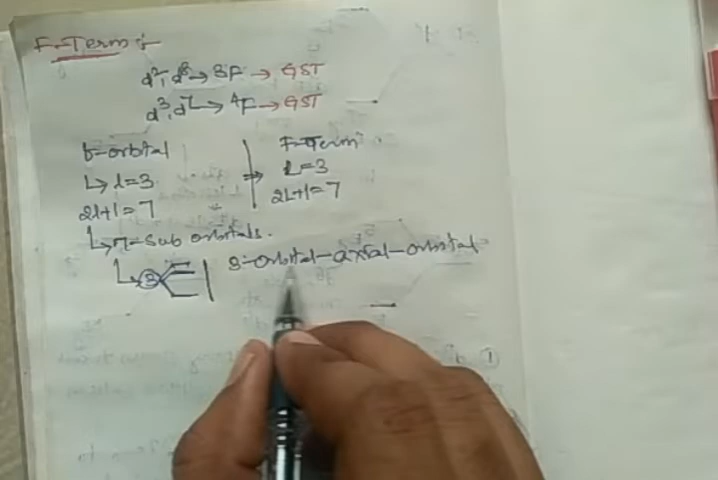 F-Term :-
d², d⁸ → 3F → GST
d³, d⁷ → ⁴F → GST
f-orbital
↳ l=3
2l+1=7
↳ 7-Sub orbitals.
⇒ F-Term
L=3
2L+1=7
3-orbital-axial-orbital